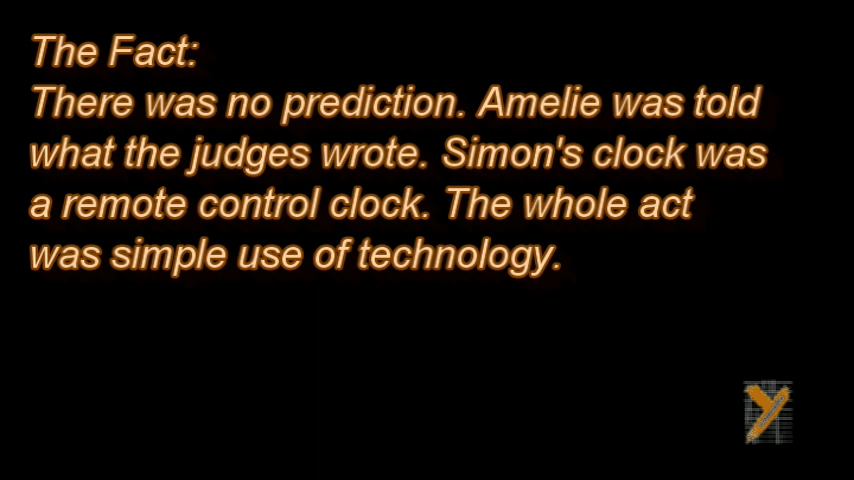 The Fact:
There was no prediction. Amelie was told
what the judges wrote. Simon's clock was
a remote control clock. The whole act
was simple use of technology.
Y